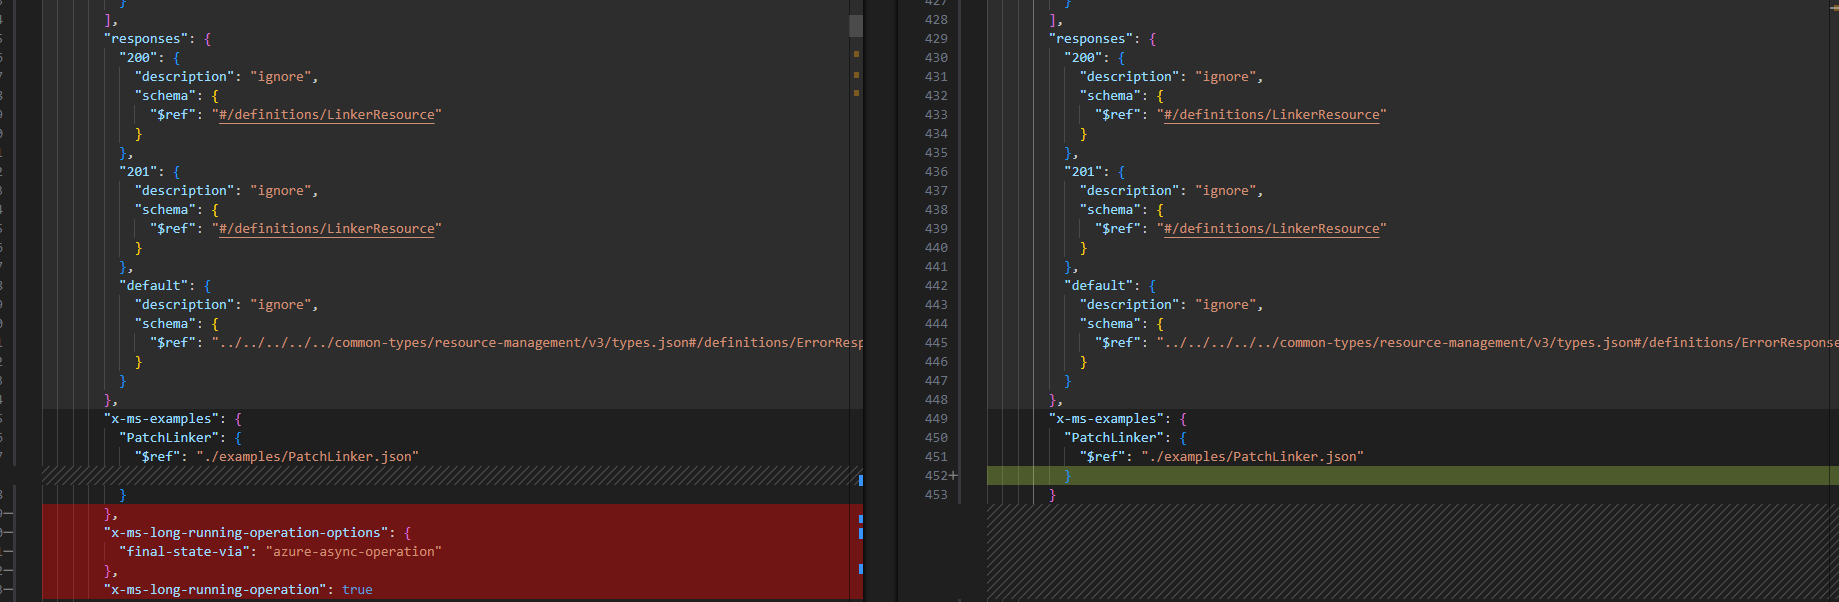 }
],
"responses": {
"200": {
"description": "ignore",
"schema": {
"$ref": "#/definitions/LinkerResource"
}
},
"201": {
"description": "ignore",
"schema": {
"$ref": "#/definitions/LinkerResource"
}
},
"default": {
"description": "ignore",
"schema": {
"$ref": "../../../../../common-types/resource-management/v3/types.json#/definitions/ErrorResp
}
}
},
"x-ms-examples": {
"PatchLinker": {
"$ref": "./examples/PatchLinker.json"
}
},
"x-ms-long-running-operation-options": {
"final-state-via": "azure-async-operation"
},
"x-ms-long-running-operation": true
427 }
428 ],
429 "responses": {
430 "200": {
431 "description": "ignore",
432 "schema": {
433 "$ref": "#/definitions/LinkerResource"
434 }
435 },
436 "201": {
437 "description": "ignore",
438 "schema": {
439 "$ref": "#/definitions/LinkerResource"
440 }
441 },
442 "default": {
443 "description": "ignore",
444 "schema": {
445 "$ref": "../../../../../common-types/resource-management/v3/types.json#/definitions/ErrorResponse
446 }
447 }
448 },
449 "x-ms-examples": {
450 "PatchLinker": {
451 "$ref": "./examples/PatchLinker.json"
452+ }
453 }